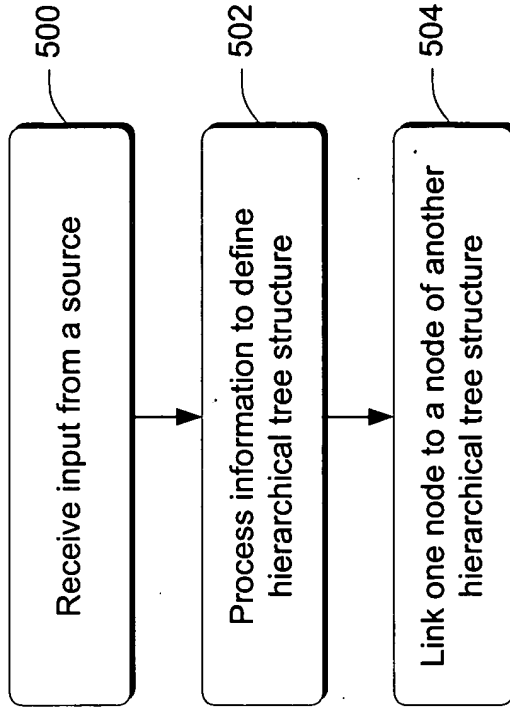 Receive input from a source
500
Process information to define
hierarchical tree structure
502
Link one node to a node of another
hierarchical tree structure
504